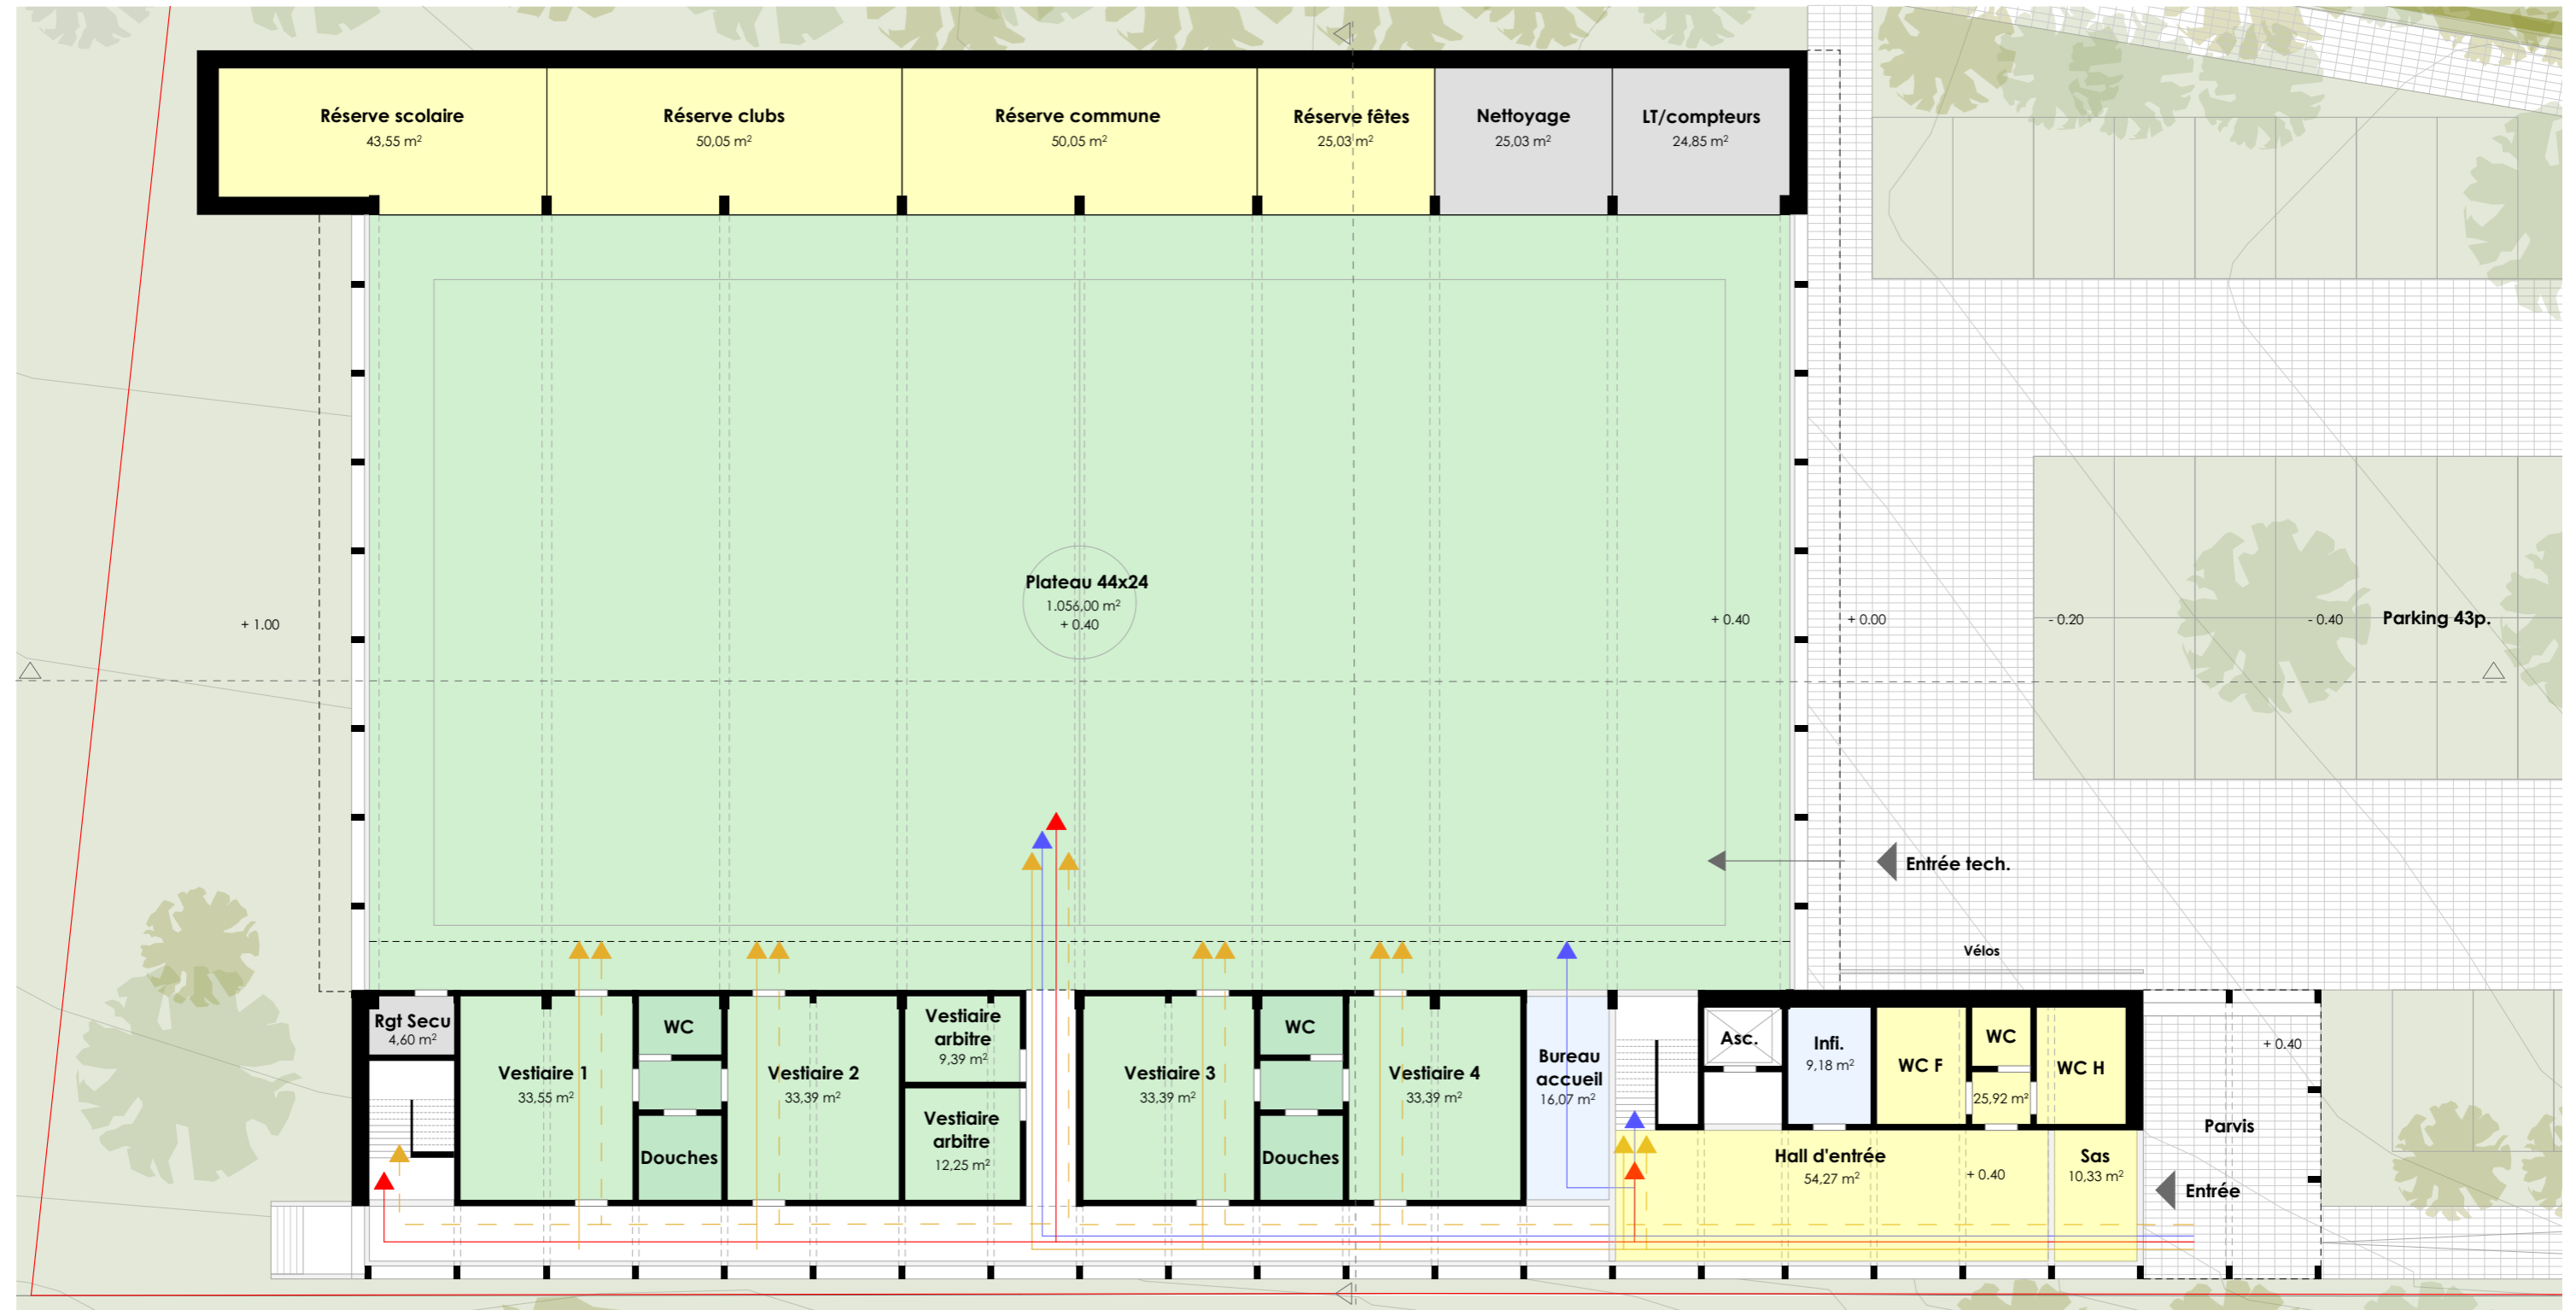 Réserve scolaire
43,55 m²
Réserve clubs
50,05 m²
Réserve commune
50,05 m²
Réserve fêtes
25,03 m²
Nettoyage
25,03 m²
LT/compteurs
24,85 m²
Plateau 44x24
1.056,00 m²
+ 0.40
+ 1.00
+ 0.40
+ 0.00
- 0.20
- 0.40
Parking 43p.
Entrée tech.
Vélos
Rgt Secu
4,60 m²
Vestiaire 1
33,55 m²
WC
Douches
Vestiaire 2
33,39 m²
Vestiaire
arbitre
9,39 m²
Vestiaire
arbitre
12,25 m²
Vestiaire 3
33,39 m²
WC
Douches
Vestiaire 4
33,39 m²
Bureau
accueil
16,07 m²
Asc.
Infi.
9,18 m²
WC F
WC
25,92 m²
WC H
Hall d'entrée
54,27 m²
+ 0.40
Sas
10,33 m²
Entrée
Parvis
+ 0.40